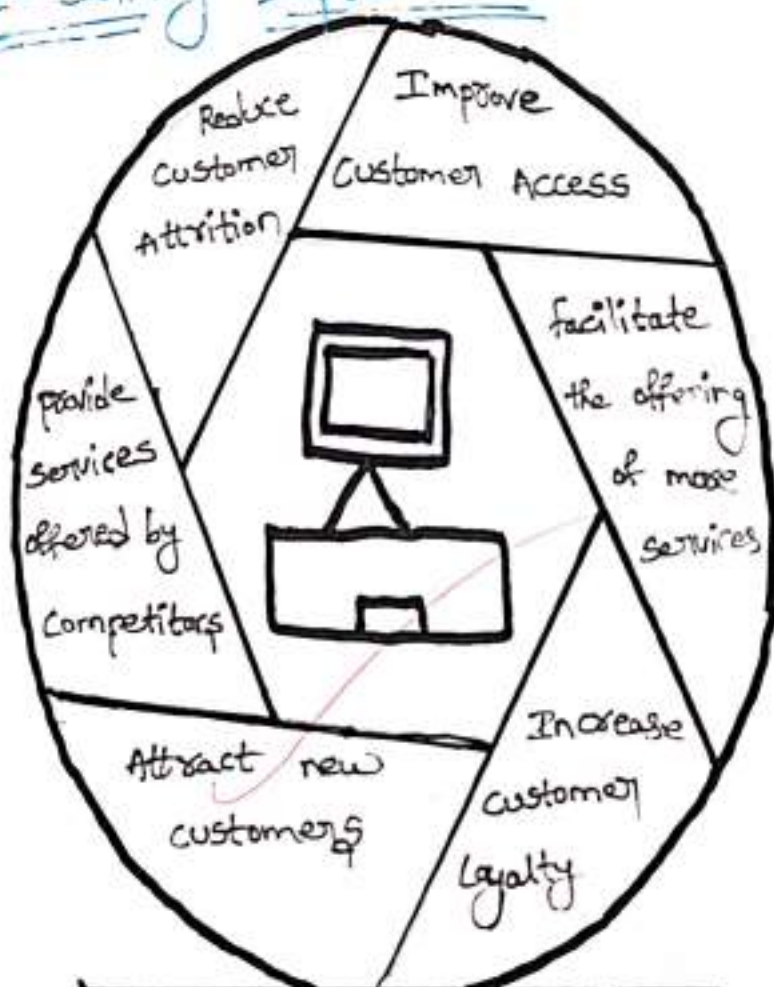 Reduce
Customer
Attrition
Improve
Customer Access
facilitate
the offering
of more
services
Increase
customer
Loyalty
Attract new
customers
provide
services
offered by
Competitors